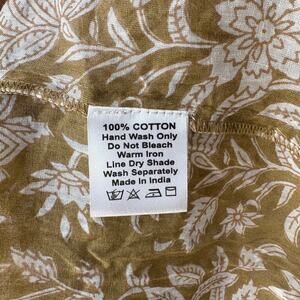 100% COTTON
Hand Wash Only
Do Not Bleach
Warm Iron
Line Dry Shade
Wash Separately
Made in India